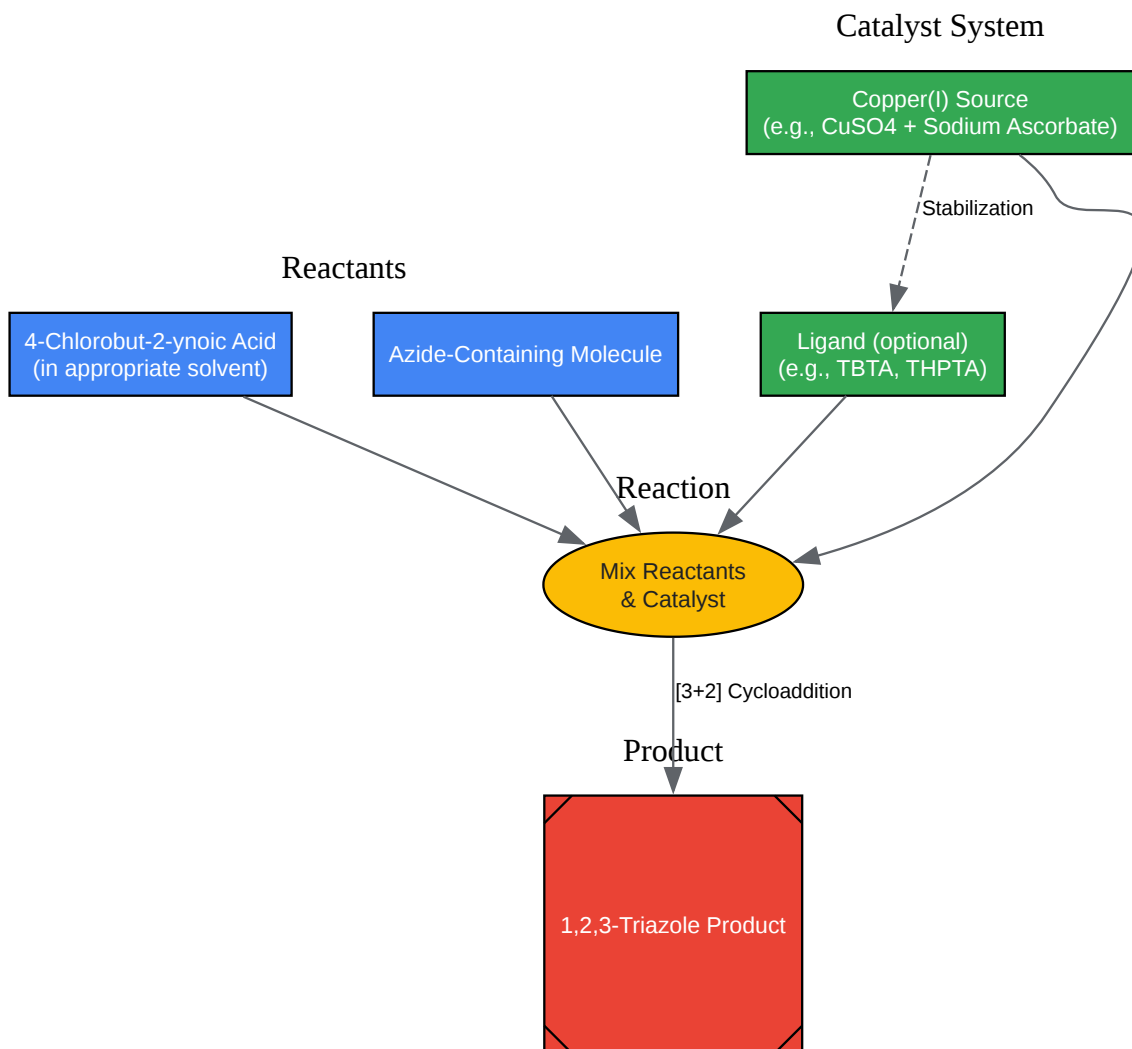 Catalyst System
Copper(I) Source
(e.g., CuSO4 + Sodium Ascorbate)
Stabilization
Reactants
4-Chlorobut-2-ynoic Acid
(in appropriate solvent)
Azide-Containing Molecule
Ligand (optional)
(e.g., TBTA, THPTA)
Reaction
Mix Reactants
& Catalyst
[3+2] Cycloaddition
Product
1,2,3-Triazole Product